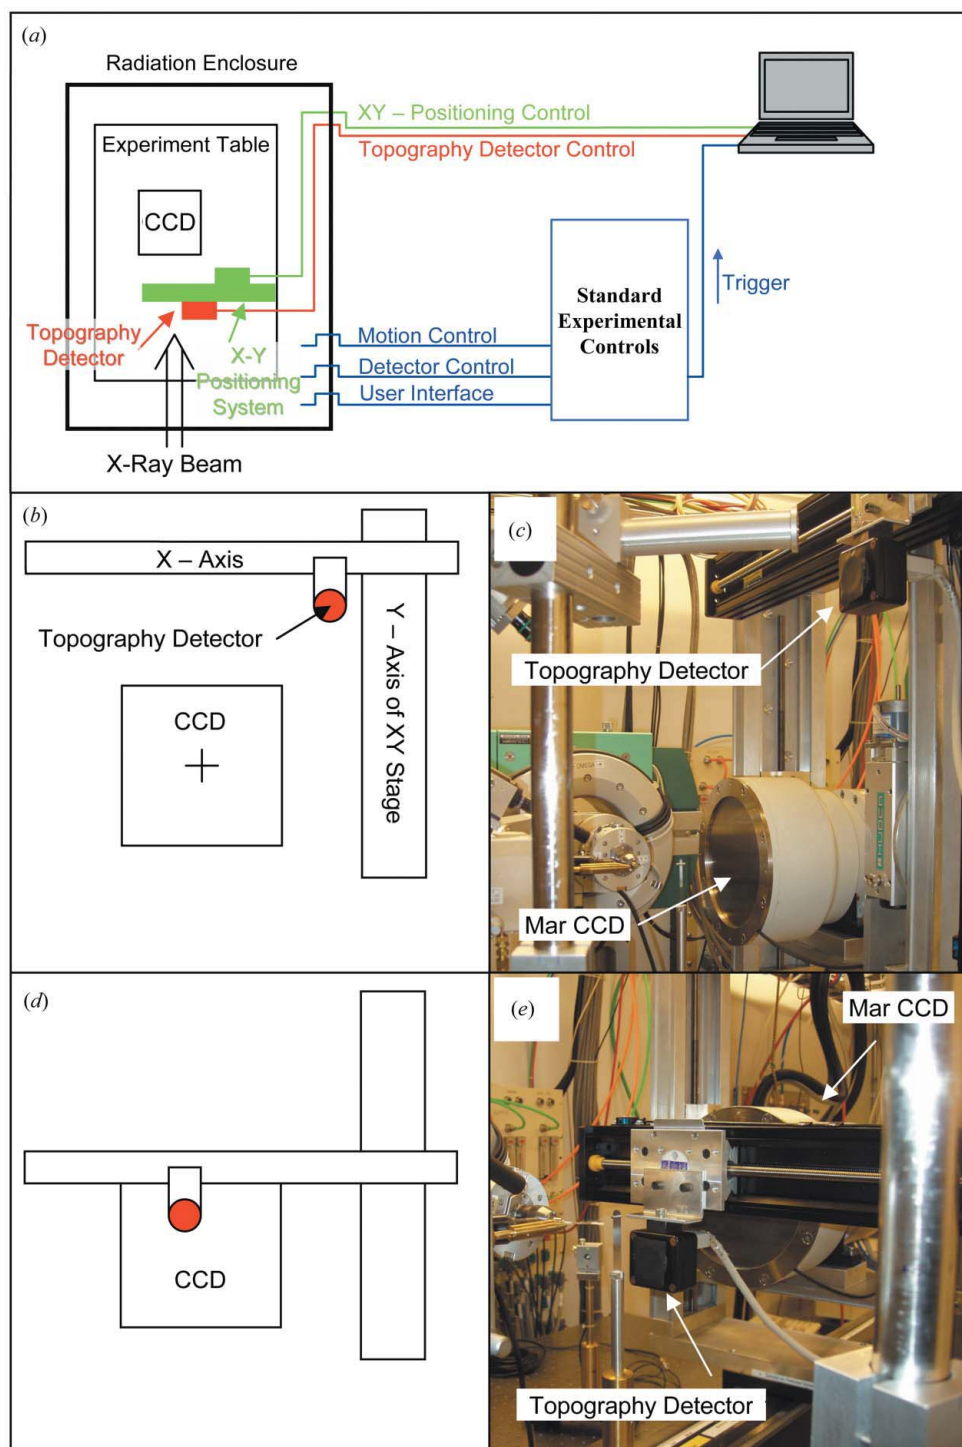 (a)
Radiation Enclosure
XY – Positioning Control
Experiment Table
Topography Detector Control
CCD
Trigger
Standard
Experimental
Controls
Topography
Detector
X-Y
Positioning
System
Motion Control
Detector Control
User Interface
X-Ray Beam
(b)
X – Axis
Topography Detector
Y – Axis of XY Stage
CCD
(c)
Topography Detector
OMEGA
HUBER
Mar CCD
(d)
CCD
(e)
Mar CCD
Topography Detector